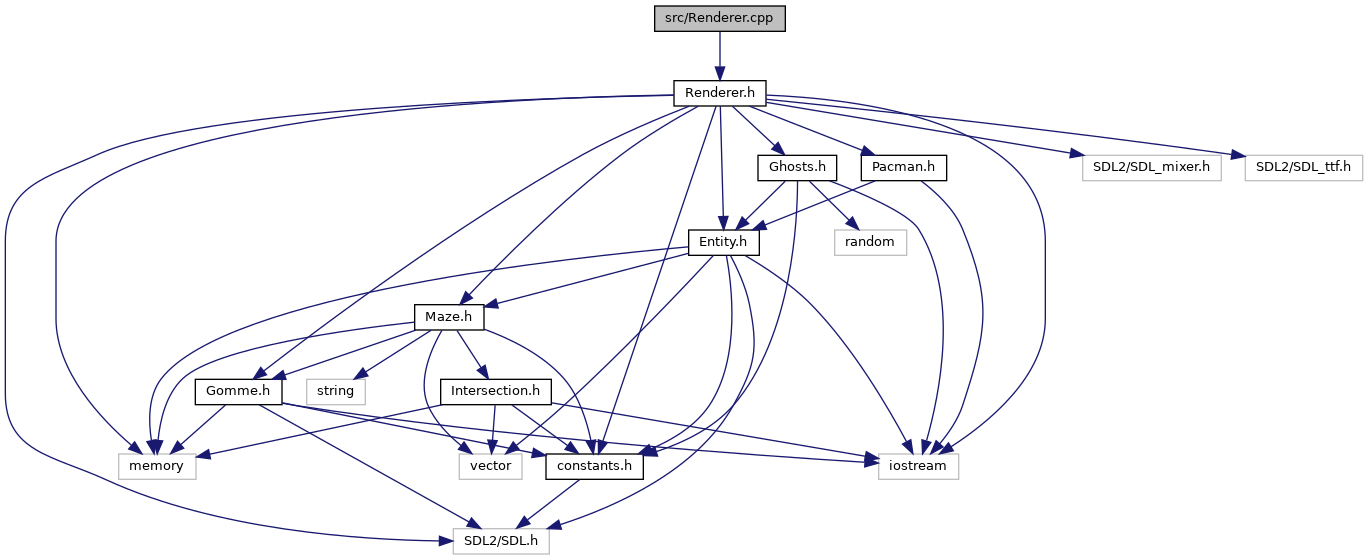 src/Renderer.cpp
Renderer.h
Ghosts.h
Pacman.h
SDL2/SDL_mixer.h
SDL2/SDL_ttf.h
Entity.h
random
Maze.h
Gomme.h
string
Intersection.h
memory
vector
constants.h
iostream
SDL2/SDL.h